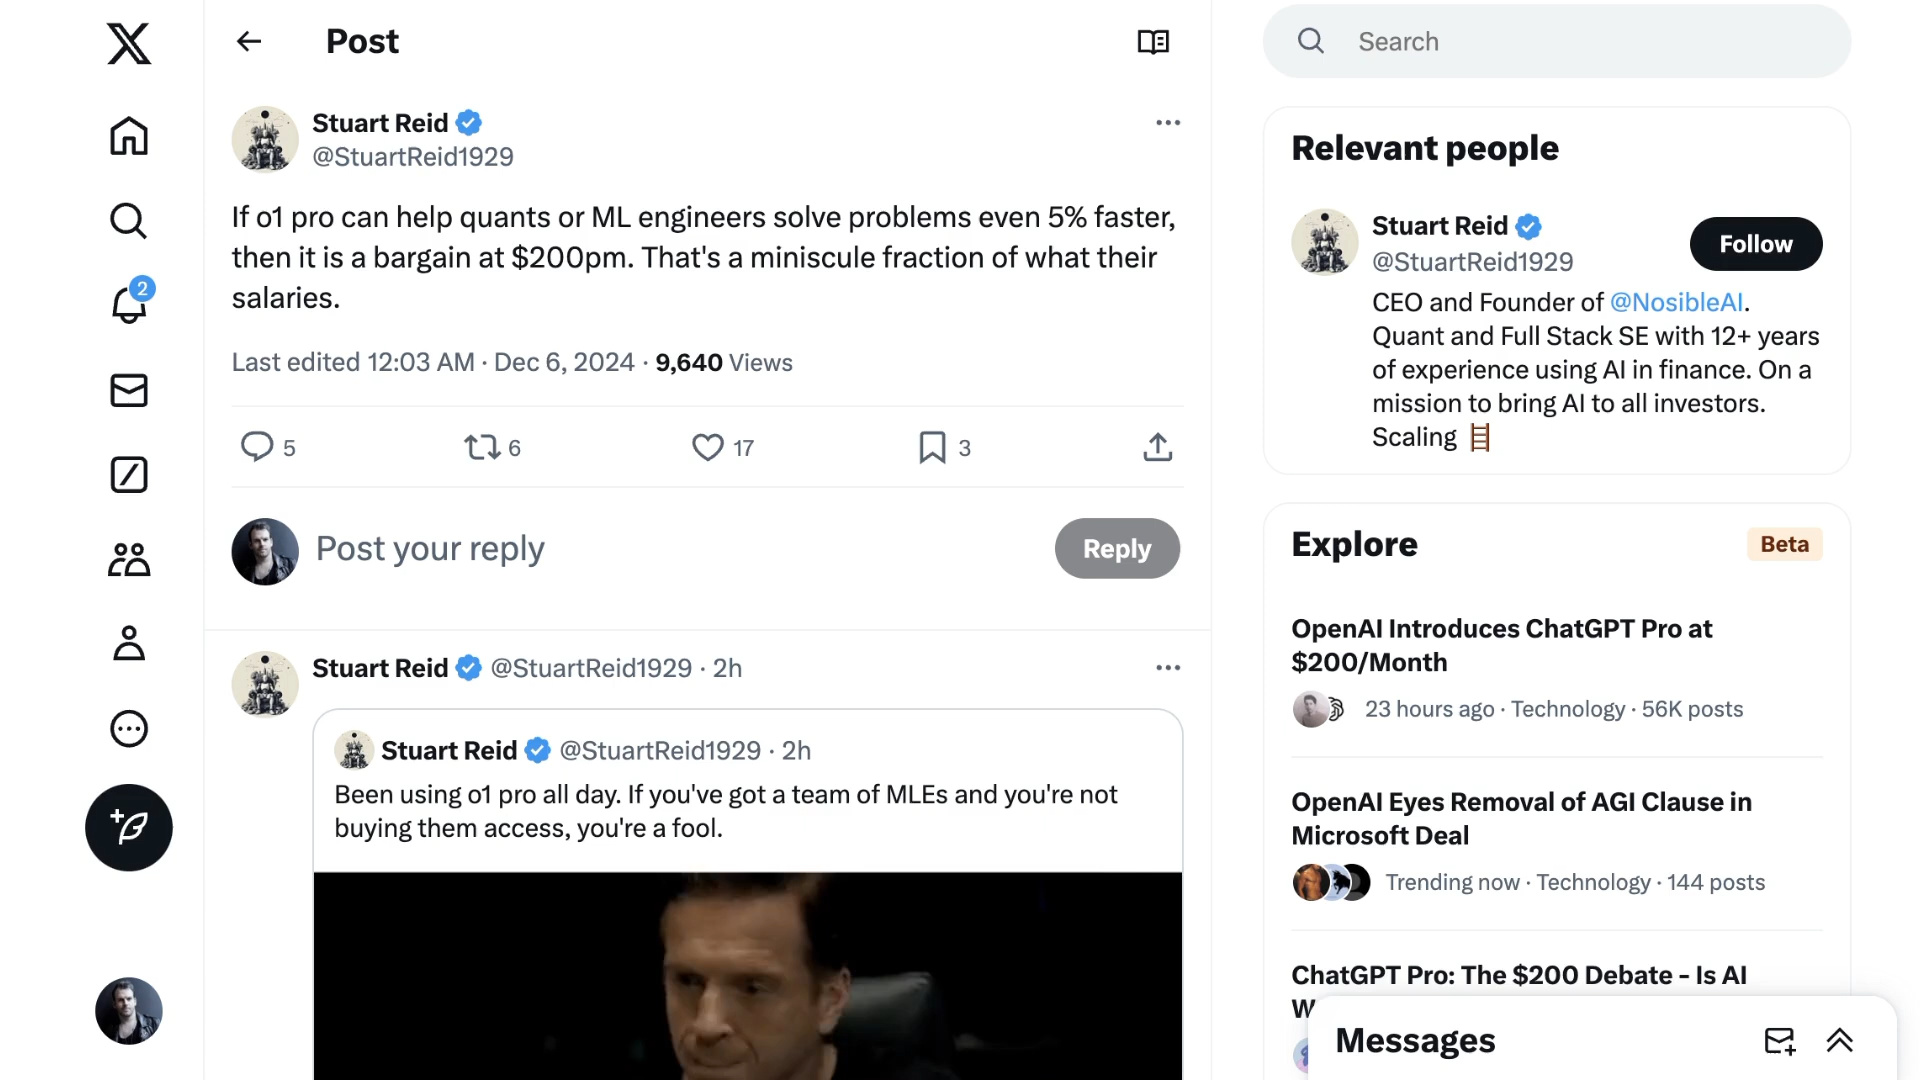 Post
Stuart Reid
@StuartReid1929
If o1 pro can help quants or ML engineers solve problems even 5% faster,
then it is a bargain at $200pm. That's a miniscule fraction of what their
salaries.
Last edited 12:03 AM · Dec 6, 2024 · 9,640 Views
5 6 17 3
Post your reply
Reply
Stuart Reid @StuartReid1929 · 2h
Stuart Reid @StuartReid1929 · 2h
Been using o1 pro all day. If you've got a team of MLEs and you're not
buying them access, you're a fool.
2
Search
Relevant people
Stuart Reid
@StuartReid1929
Follow
CEO and Founder of @NosibleAI.
Quant and Full Stack SE with 12+ years
of experience using AI in finance. On a
mission to bring AI to all investors.
Scaling
Explore
Beta
OpenAI Introduces ChatGPT Pro at
$200/Month
23 hours ago · Technology · 56K posts
OpenAI Eyes Removal of AGI Clause in
Microsoft Deal
Trending now · Technology · 144 posts
ChatGPT Pro: The $200 Debate – Is AI
Messages